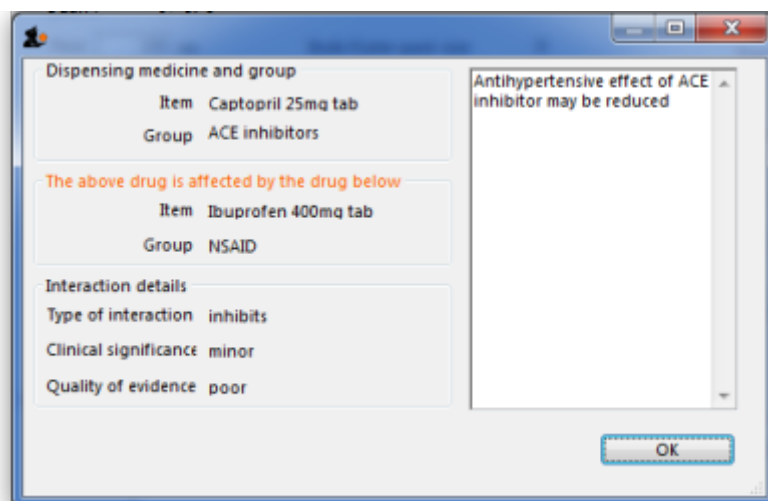 Dispensing medicine and group
Item Captopril 25mg tab
Group ACE inhibitors
The above drug is affected by the drug below
Item Ibuprofen 400mg tab
Group NSAID
Interaction details
Type of interaction inhibits
Clinical significance minor
Quality of evidence poor
Antihypertensive effect of ACE
inhibitor may be reduced
OK